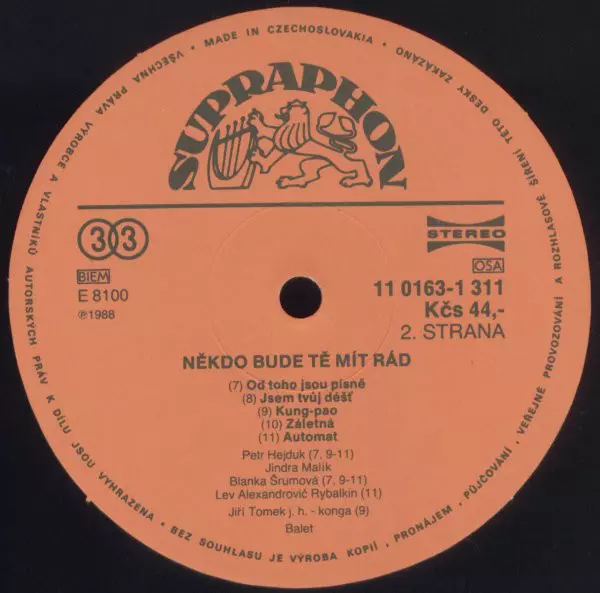 MADE IN CZECHOSLOVAKIA · VŠECHNA PRÁVA VÝROBCE A VLASTNÍKŮ AUTORSKÝCH PRÁV K DÍLU JSOU VYHRAZENA · BEZ SOUHLASU JE VÝROBA KOPIÍ, PRONÁJEM, PŮJČOVÁNÍ, VEŘEJNÉ PROVOZOVÁNÍ A ROZHLASOVÉ ŠÍŘENÍ TÉTO DESKY ZAKÁZÁNO
SUPRAPHON
33
STEREO
BIEM
OSA
E 8100
11 0163-1 311
℗1988
Kčs 44,-
2. STRANA
NĚKDO BUDE TĚ MÍT RÁD
(7) Od toho jsou písně
(8) Jsem tvůj déšť
(9) Kung-pao
(10) Záletná
(11) Automat
Petr Hejduk (7, 9-11)
Jindra Malík
Blanka Šrumová (7, 9-11)
Lev Alexandrovič Rybalkin (11)
Jiří Tomek j. h. - konga (9)
Balet